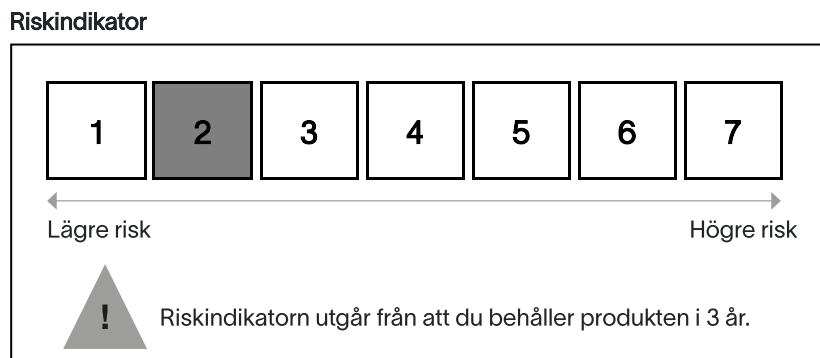 Riskindikator
1 2 3 4 5 6 7
Lägre risk Högre risk
! Riskindikatorn utgår från att du behåller produkten i 3 år.